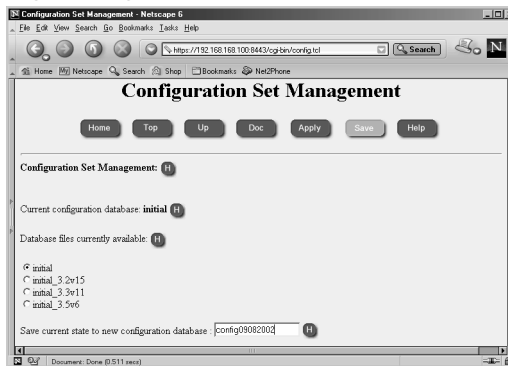 Configuration Set Management - Netscape 6
File Edit View Search Go Bookmarks Tasks Help
https://192.168.168.100:8443/cgi-bin/config.tcl Search N
Home My Netscape Search Shop Bookmarks Net2Phone
Configuration Set Management
Home Top Up Doc Apply Save Help
Configuration Set Management: H
Current configuration database: initial H
Database files currently available: H
initial
initial_3.2v15
initial_3.3v11
initial_3.5v6
Save current state to new configuration database : config09082002 H
Document: Done (0.511 secs)